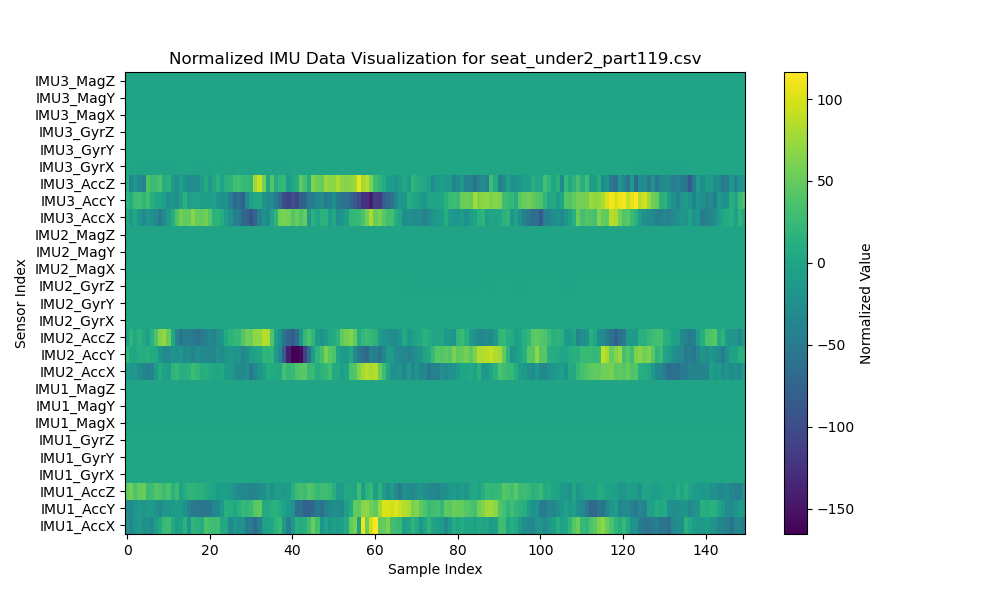 Normalized IMU Data Visualization for seat_under2_part119.csv
IMU3_MagZ
IMU3_MagY
IMU3_MagX
IMU3_GyrZ
IMU3_GyrY
IMU3_GyrX
IMU3_AccZ
IMU3_AccY
IMU3_AccX
IMU2_MagZ
IMU2_MagY
IMU2_MagX
IMU2_GyrZ
IMU2_GyrY
IMU2_GyrX
IMU2_AccZ
IMU2_AccY
IMU2_AccX
IMU1_MagZ
IMU1_MagY
IMU1_MagX
IMU1_GyrZ
IMU1_GyrY
IMU1_GyrX
IMU1_AccZ
IMU1_AccY
IMU1_AccX
Sensor Index
0 20 40 60 80 100 120 140
Sample Index
100
50
0
−50
−100
−150
Normalized Value